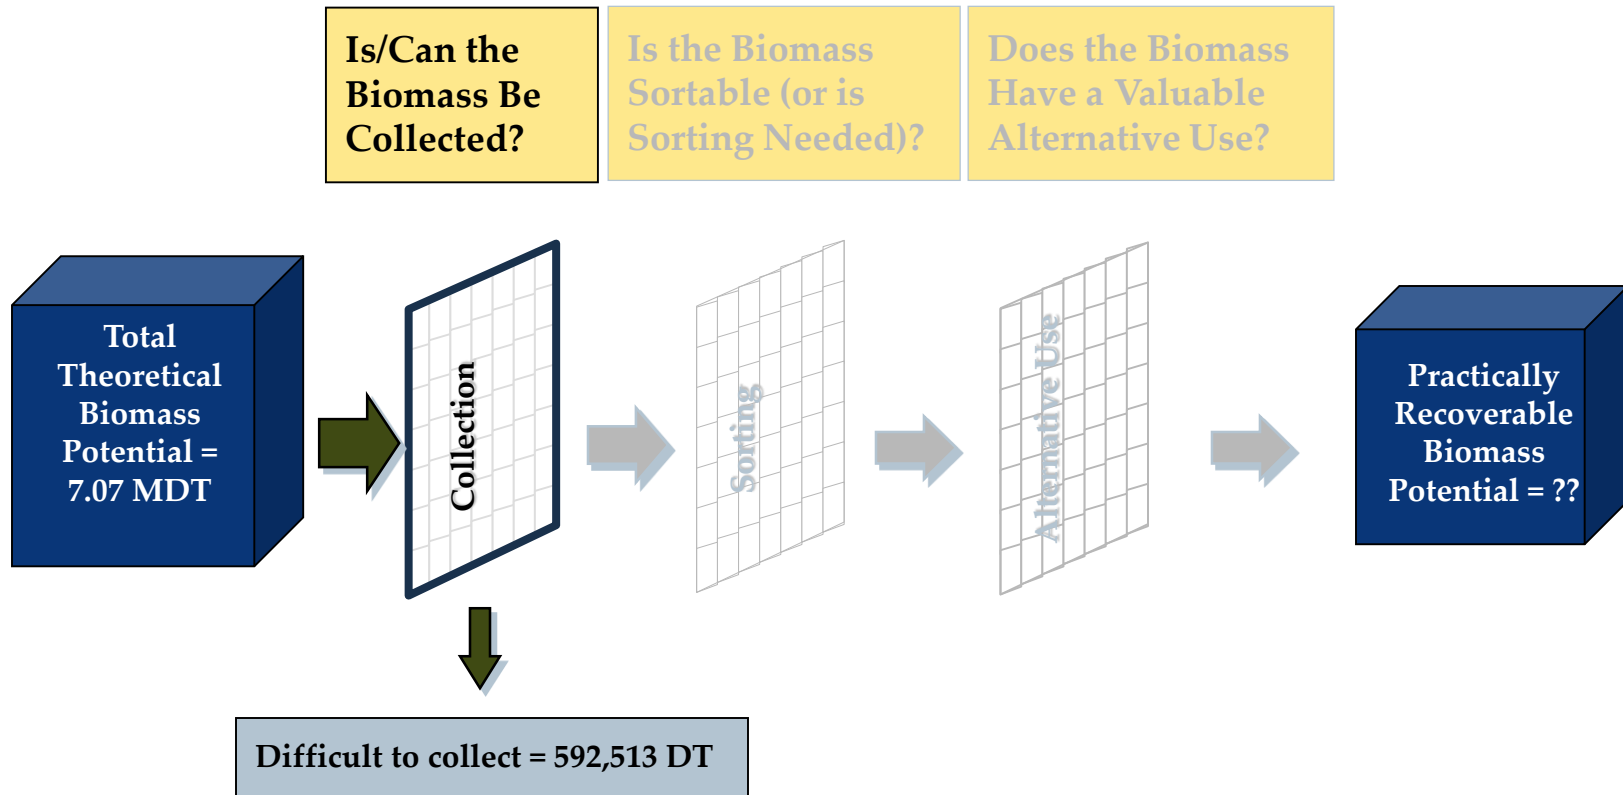 Is/Can the
Biomass Be
Collected?
Is the Biomass
Sortable (or is
Sorting Needed)?
Does the Biomass
Have a Valuable
Alternative Use?
Total
Theoretical
Biomass
Potential =
7.07 MDT
Collection
Sorting
Alternative Use
Practically
Recoverable
Biomass
Potential = ??
Difficult to collect = 592,513 DT